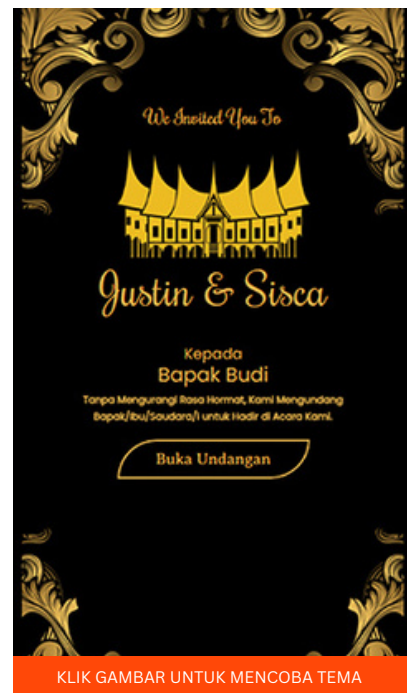 We Invited You To
Justin & Sisca
Kepada
Bapak Budi
Tanpa Mengurangi Rasa Hormat, Kami Mengundang
Bapak/Ibu/Saudara/i untuk Hadir di Acara Kami.
Buka Undangan
KLIK GAMBAR UNTUK MENCOBA TEMA